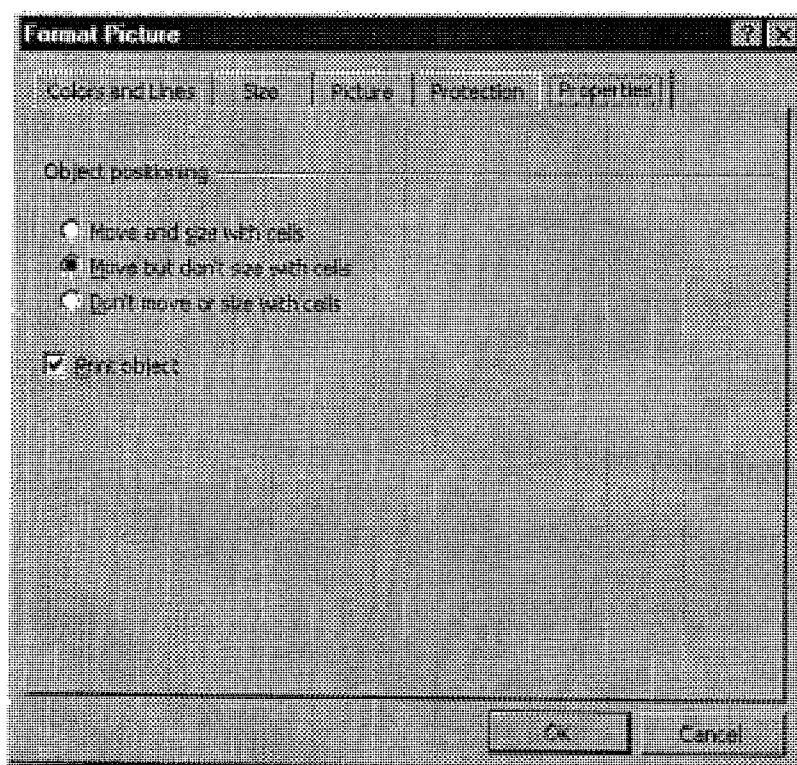 Format Picture
Colors and Lines Size Picture Protection Properties
Object positioning
Move and size with cells
Move but don't size with cells
Don't move or size with cells
Print object
OK Cancel